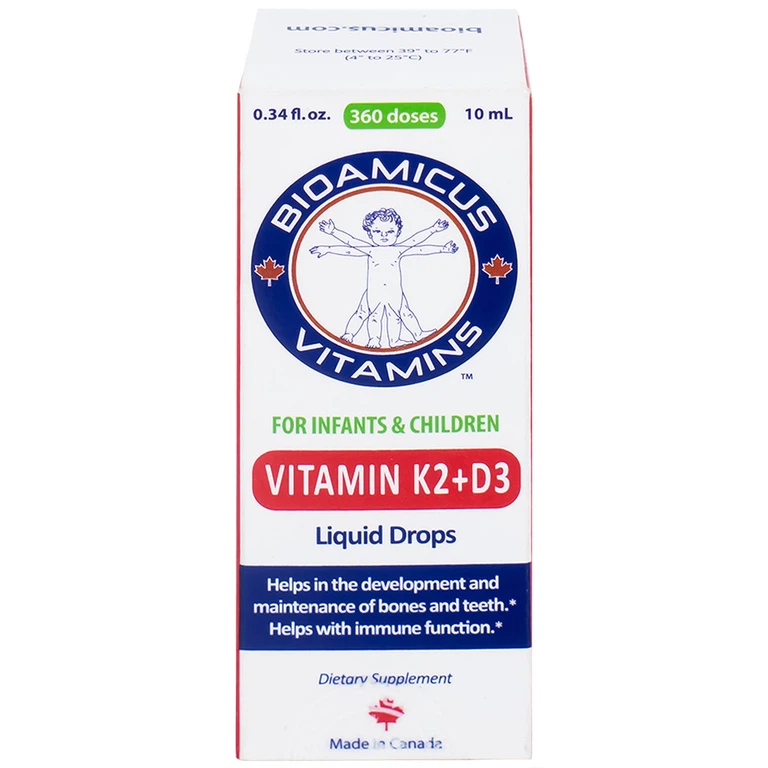 bioamicus.com
Store between 39° to 77°F
(4° to 25°C)
0.34 fl. oz. 360 doses 10 mL
BIOAMICUS
VITAMINS
TM
FOR INFANTS & CHILDREN
VITAMIN K2+D3
Liquid Drops
Helps in the development and
maintenance of bones and teeth.*
Helps with immune function.*
Dietary Supplement
Made in Canada